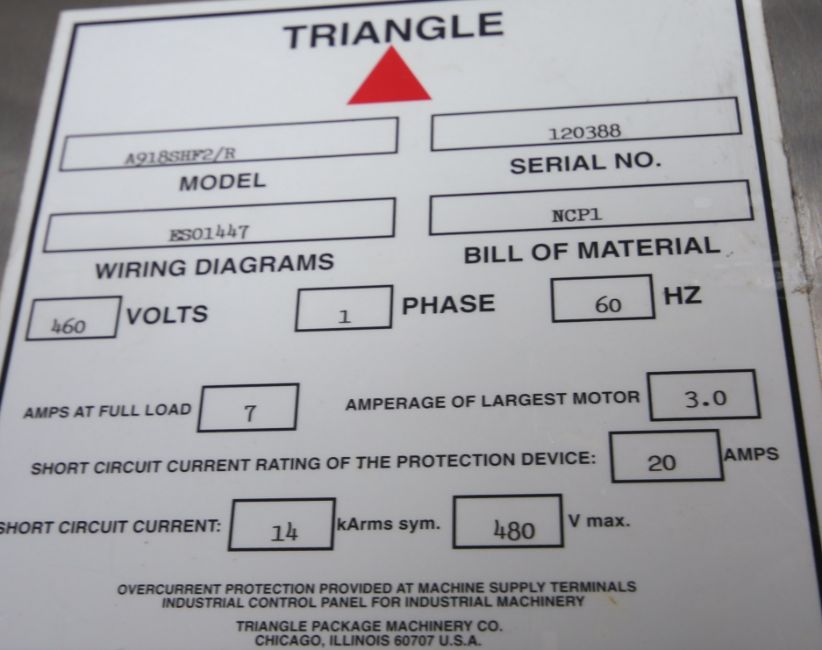 TRIANGLE
A918SHF2/R 120388
MODEL SERIAL NO.
ES01447 NCP1
WIRING DIAGRAMS BILL OF MATERIAL
460 VOLTS 1 PHASE 60 HZ
AMPS AT FULL LOAD 7 AMPERAGE OF LARGEST MOTOR 3.0
SHORT CIRCUIT CURRENT RATING OF THE PROTECTION DEVICE: 20 AMPS
SHORT CIRCUIT CURRENT: 14 kArms sym. 480 V max.
OVERCURRENT PROTECTION PROVIDED AT MACHINE SUPPLY TERMINALS
INDUSTRIAL CONTROL PANEL FOR INDUSTRIAL MACHINERY
TRIANGLE PACKAGE MACHINERY CO.
CHICAGO, ILLINOIS 60707 U.S.A.